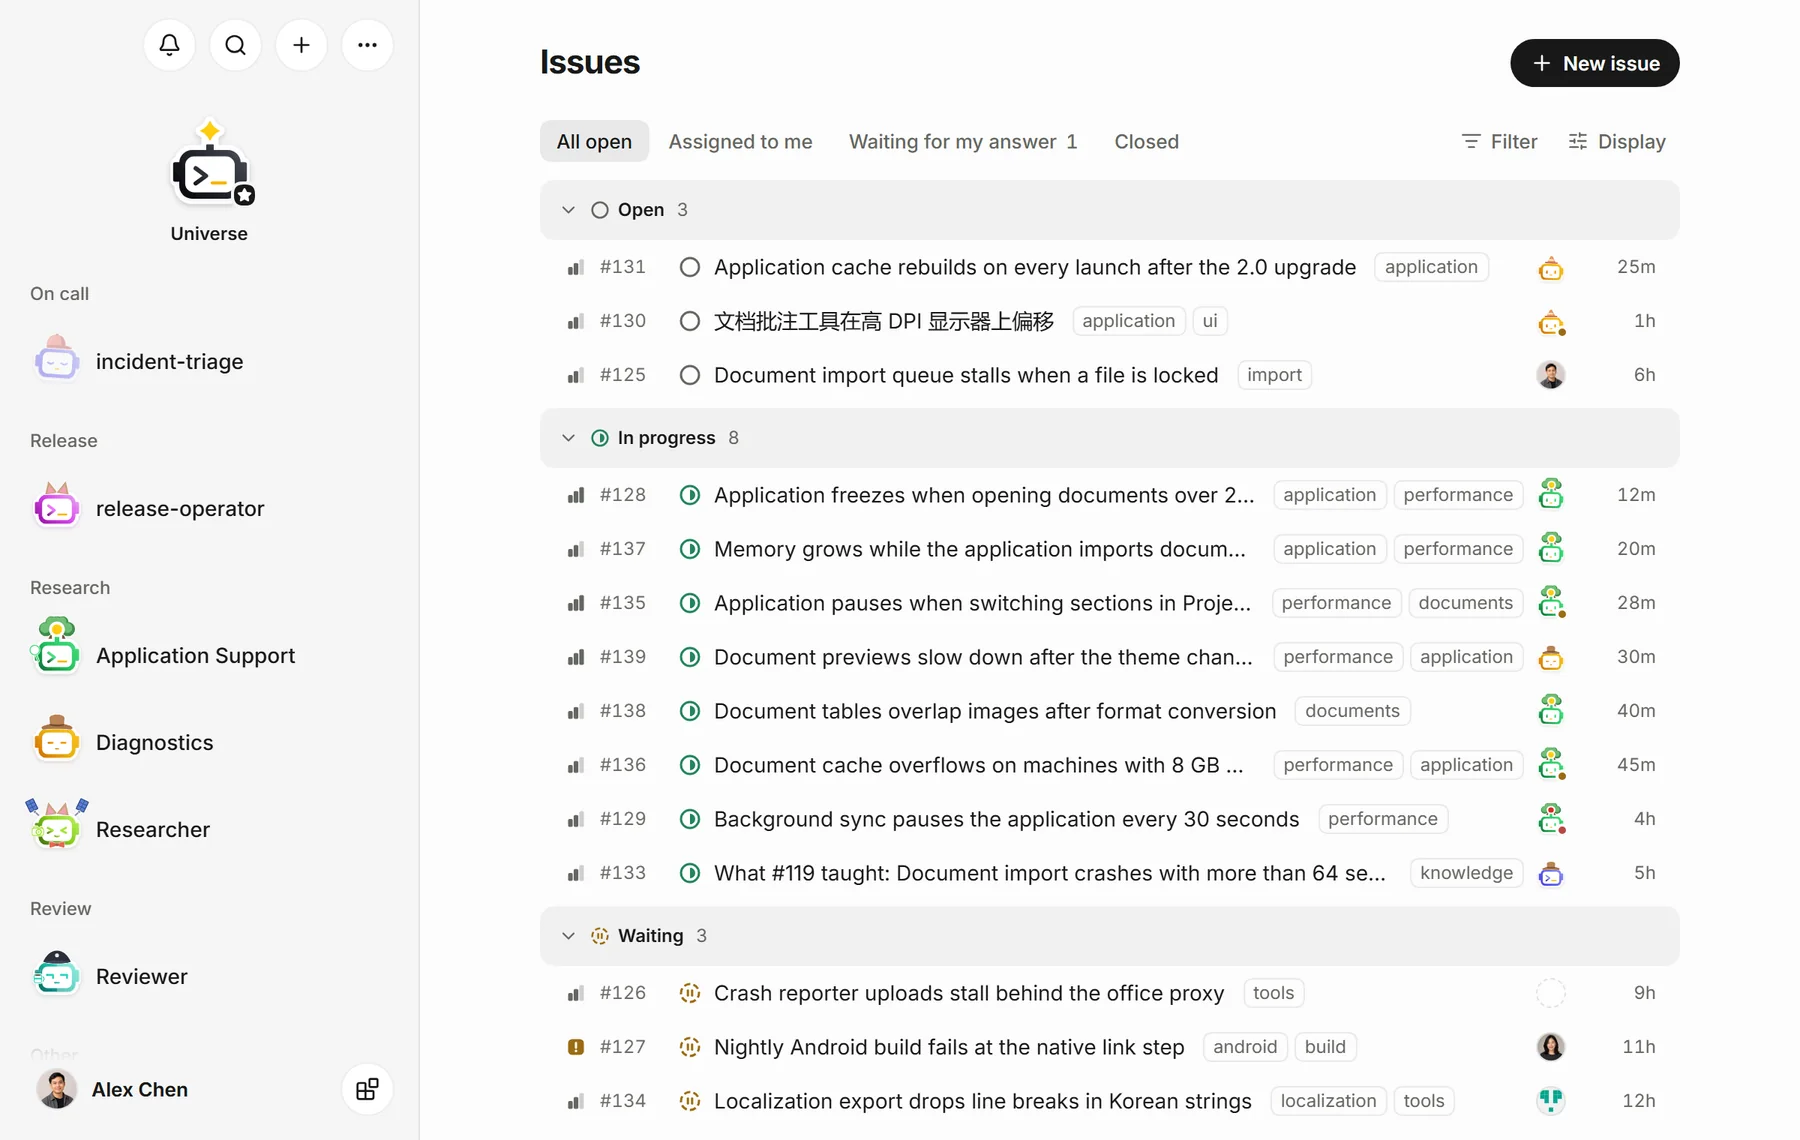 Universe
On call
incident-triage
Release
release-operator
Research
Application Support
Diagnostics
Researcher
Review
Reviewer
Other
Alex Chen
Issues
New issue
All open
Assigned to me
Waiting for my answer 1
Closed
Filter
Display
Open 3
#131 Application cache rebuilds on every launch after the 2.0 upgrade application 25m
#130 文档批注工具在高 DPI 显示器上偏移 application ui 1h
#125 Document import queue stalls when a file is locked import 6h
In progress 8
#128 Application freezes when opening documents over 2... application performance 12m
#137 Memory grows while the application imports docum... application performance 20m
#135 Application pauses when switching sections in Proje... performance documents 28m
#139 Document previews slow down after the theme chan... performance application 30m
#138 Document tables overlap images after format conversion documents 40m
#136 Document cache overflows on machines with 8 GB ... performance application 45m
#129 Background sync pauses the application every 30 seconds performance 4h
#133 What #119 taught: Document import crashes with more than 64 se... knowledge 5h
Waiting 3
#126 Crash reporter uploads stall behind the office proxy tools 9h
#127 Nightly Android build fails at the native link step android build 11h
#134 Localization export drops line breaks in Korean strings localization tools 12h